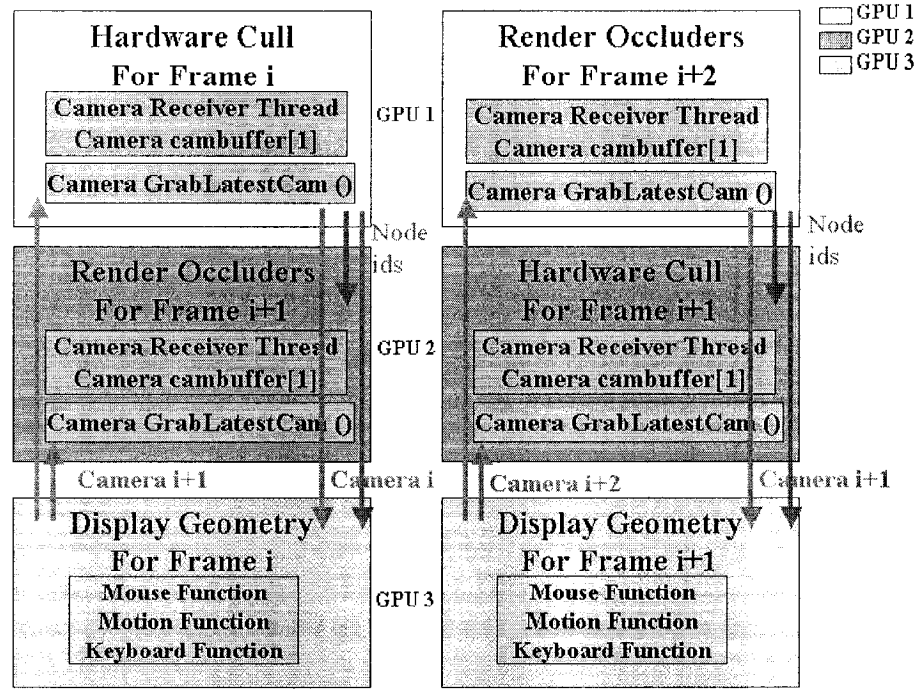 Hardware Cull
For Frame i
Camera Receiver Thread
Camera cambuffer[1]
Camera GrabLatestCam ()
GPU 1
Render Occluders
For Frame i+2
Camera Receiver Thread
Camera cambuffer[1]
Camera GrabLatestCam ()
GPU 1
GPU 2
GPU 3
Node
ids
Node
ids
Render Occluders
For Frame i+1
Camera Receiver Thread
Camera cambuffer[1]
Camera GrabLatestCam ()
GPU 2
Hardware Cull
For Frame i+1
Camera Receiver Thread
Camera cambuffer[1]
Camera GrabLatestCam ()
Camera i+1
Camera i
Camera i+2
Camera i+1
Display Geometry
For Frame i
Mouse Function
Motion Function
Keyboard Function
GPU 3
Display Geometry
For Frame i+1
Mouse Function
Motion Function
Keyboard Function